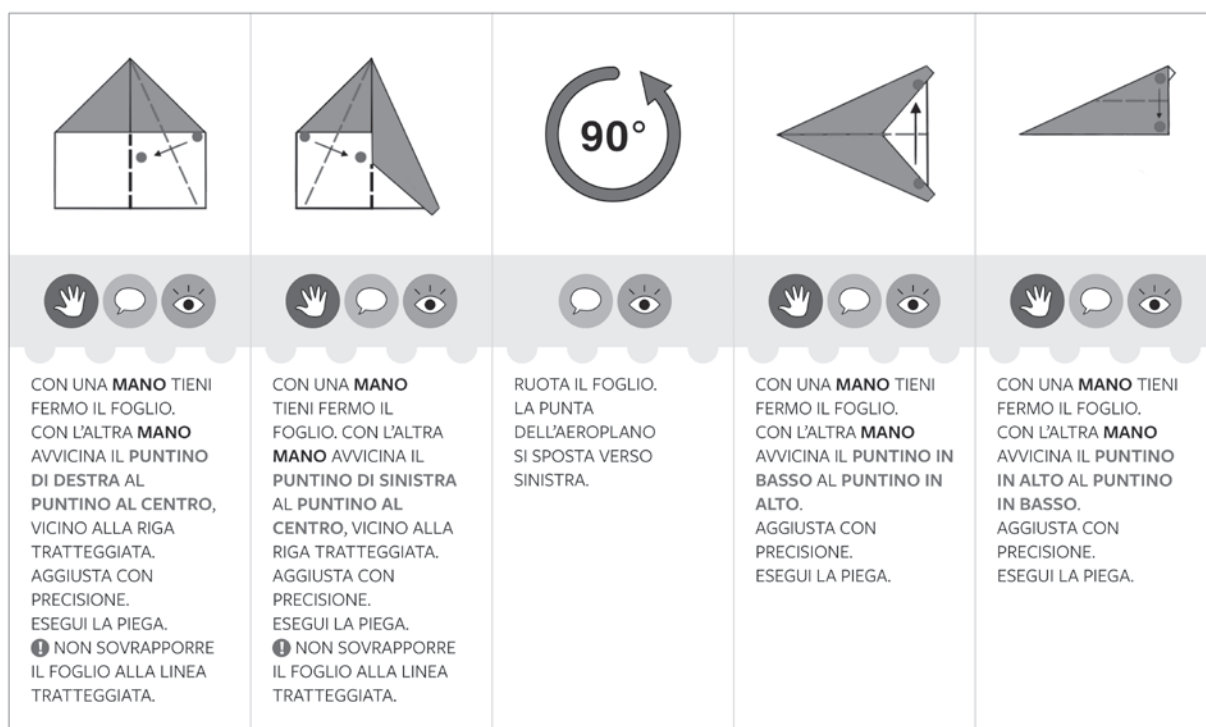 90°
CON UNA MANO TIENI
FERMO IL FOGLIO.
CON L'ALTRA MANO
AVVICINA IL PUNTINO
DI DESTRA AL
PUNTINO AL CENTRO,
VICINO ALLA RIGA
TRATTEGGIATA.
AGGIUSTA CON
PRECISIONE.
ESEGUI LA PIEGA.
! NON SOVRAPPORRE
IL FOGLIO ALLA LINEA
TRATTEGGIATA.
CON UNA MANO
TIENI FERMO IL
FOGLIO. CON L'ALTRA
MANO AVVICINA IL
PUNTINO DI SINISTRA
AL PUNTINO AL
CENTRO, VICINO ALLA
RIGA TRATTEGGIATA.
AGGIUSTA CON
PRECISIONE.
ESEGUI LA PIEGA.
! NON SOVRAPPORRE
IL FOGLIO ALLA LINEA
TRATTEGGIATA.
RUOTA IL FOGLIO.
LA PUNTA
DELL'AEROPLANO
SI SPOSTA VERSO
SINISTRA.
CON UNA MANO TIENI
FERMO IL FOGLIO.
CON L'ALTRA MANO
AVVICINA IL PUNTINO IN
BASSO AL PUNTINO IN
ALTO.
AGGIUSTA CON
PRECISIONE.
ESEGUI LA PIEGA.
CON UNA MANO TIENI
FERMO IL FOGLIO.
CON L'ALTRA MANO
AVVICINA IL PUNTINO
IN ALTO AL PUNTINO
IN BASSO.
AGGIUSTA CON
PRECISIONE.
ESEGUI LA PIEGA.